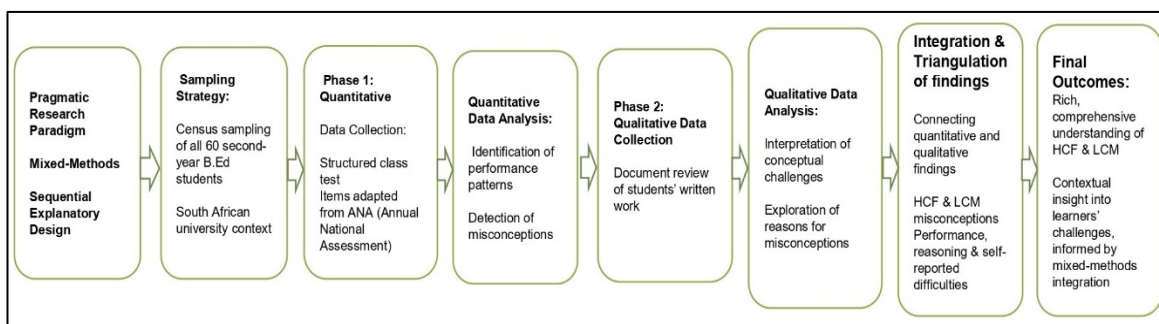 Pragmatic
Research
Paradigm
Mixed-Methods
Sequential
Explanatory
Design
Sampling
Strategy:
Census sampling
of all 60 second-
year B.Ed
students
South African
university context
Phase 1:
Quantitative
Data Collection:
Structured class
test
Items adapted
from ANA (Annual
National
Assessment)
Quantitative
Data Analysis:
Identification of
performance
patterns
Detection of
misconceptions
Phase 2:
Qualitative Data
Collection
Document review
of students' written
work
Qualitative Data
Analysis:
Interpretation of
conceptual
challenges
Exploration of
reasons for
misconceptions
Integration &
Triangulation
of findings
Connecting
quantitative and
qualitative
findings
HCF & LCM
misconceptions
Performance,
reasoning & self-
reported
difficulties
Final
Outcomes:
Rich,
comprehensive
understanding of
HCF & LCM
Contextual
insight into
learners'
challenges,
informed by
mixed-methods
integration